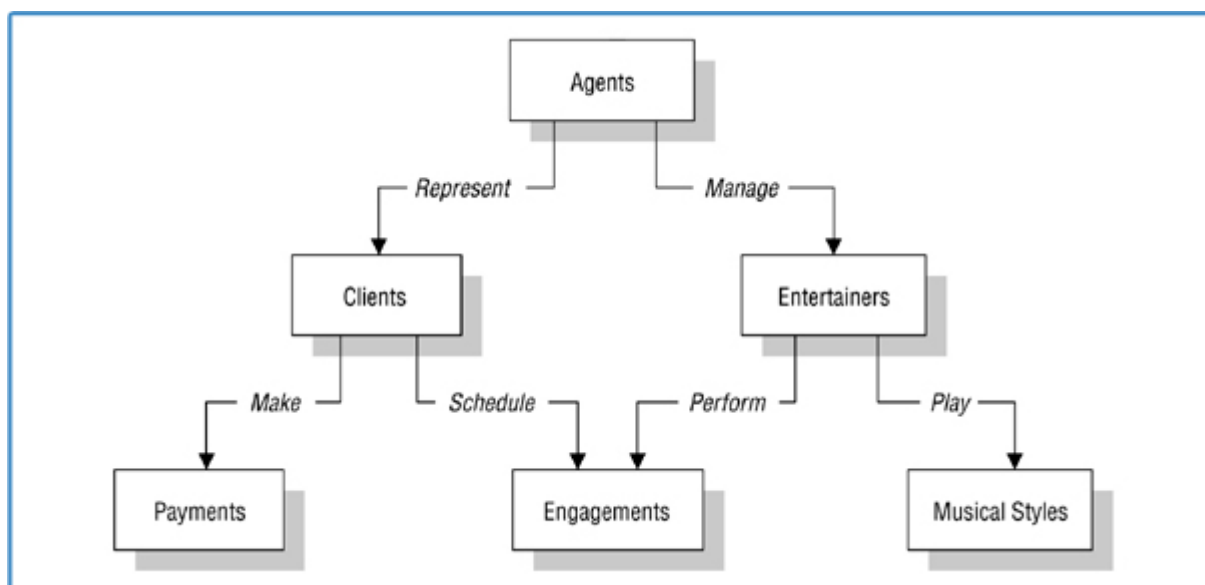 Agents
Represent
Manage
Clients
Entertainers
Make
Schedule
Perform
Play
Payments
Engagements
Musical Styles